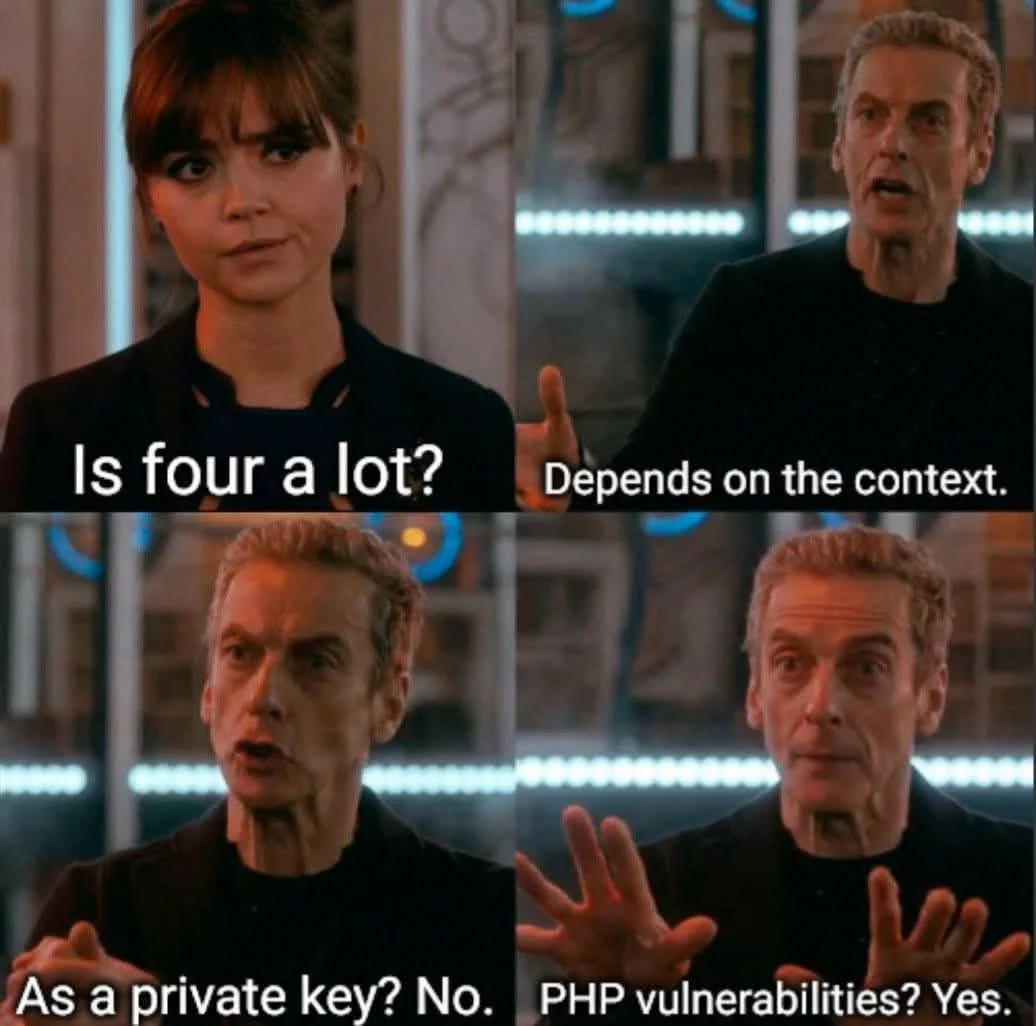 Is four a lot?
Depends on the context.
As a private key? No.
PHP vulnerabilities? Yes.